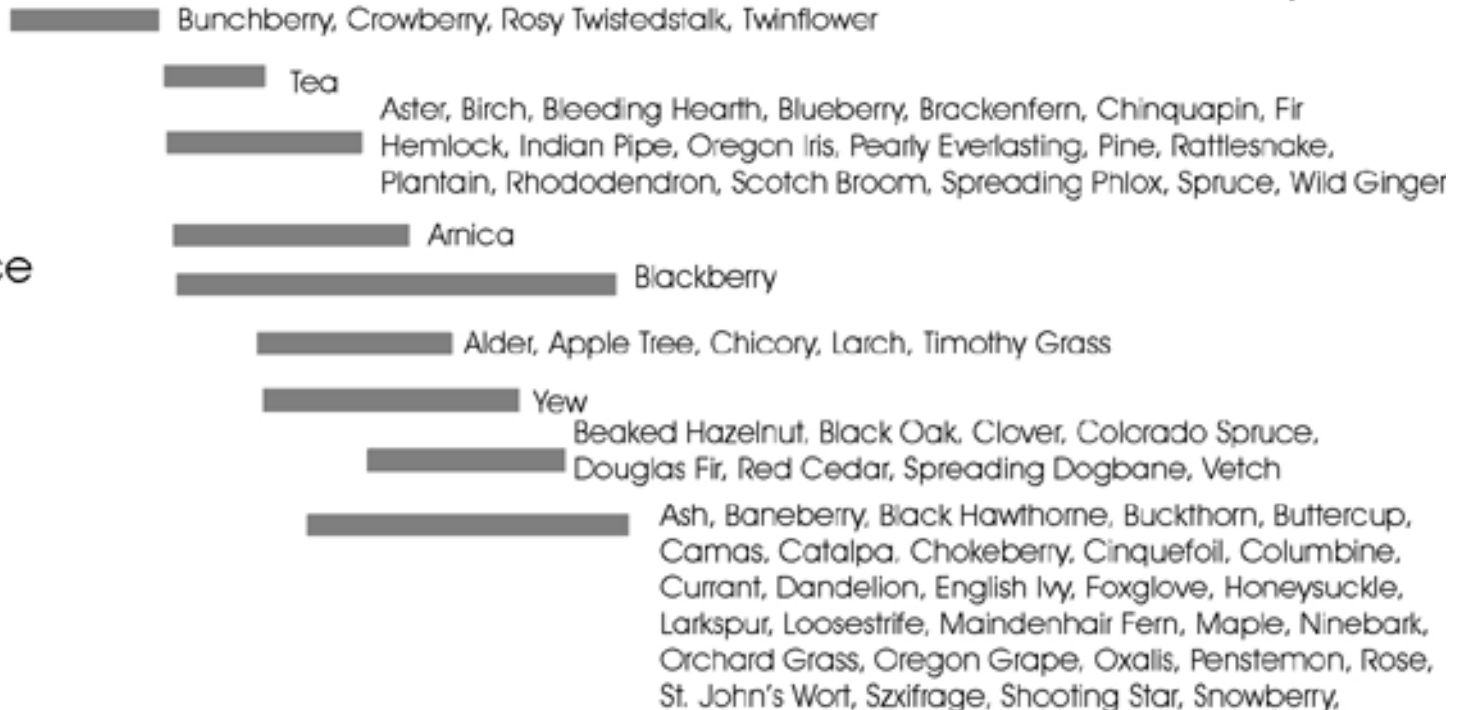 Bunchberry, Crowberry, Rosy Twistedstalk, Twinflower
Tea
Aster, Birch, Bleeding Hearth, Blueberry, Brackenfern, Chinquapin, Fir
Hemlock, Indian Pipe, Oregon Iris, Pearly Everlasting, Pine, Rattlesnake,
Plantain, Rhododendron, Scotch Broom, Spreading Phlox, Spruce, Wild Ginger
Arnica
Blackberry
Alder, Apple Tree, Chicory, Larch, Timothy Grass
Yew
Beaked Hazelnut, Black Oak, Clover, Colorado Spruce,
Douglas Fir, Red Cedar, Spreading Dogbane, Vetch
Ash, Baneberry, Black Hawthorne, Buckthorn, Buttercup,
Camas, Catalpa, Chokeberry, Cinquefoil, Columbine,
Currant, Dandelion, English Ivy, Foxglove, Honeysuckle,
Larkspur, Loosestrife, Maindenhair Fern, Maple, Ninebark,
Orchard Grass, Oregon Grape, Oxalis, Penstemon, Rose,
St. John's Wort, Szxifrage, Shooting Star, Snowberry,